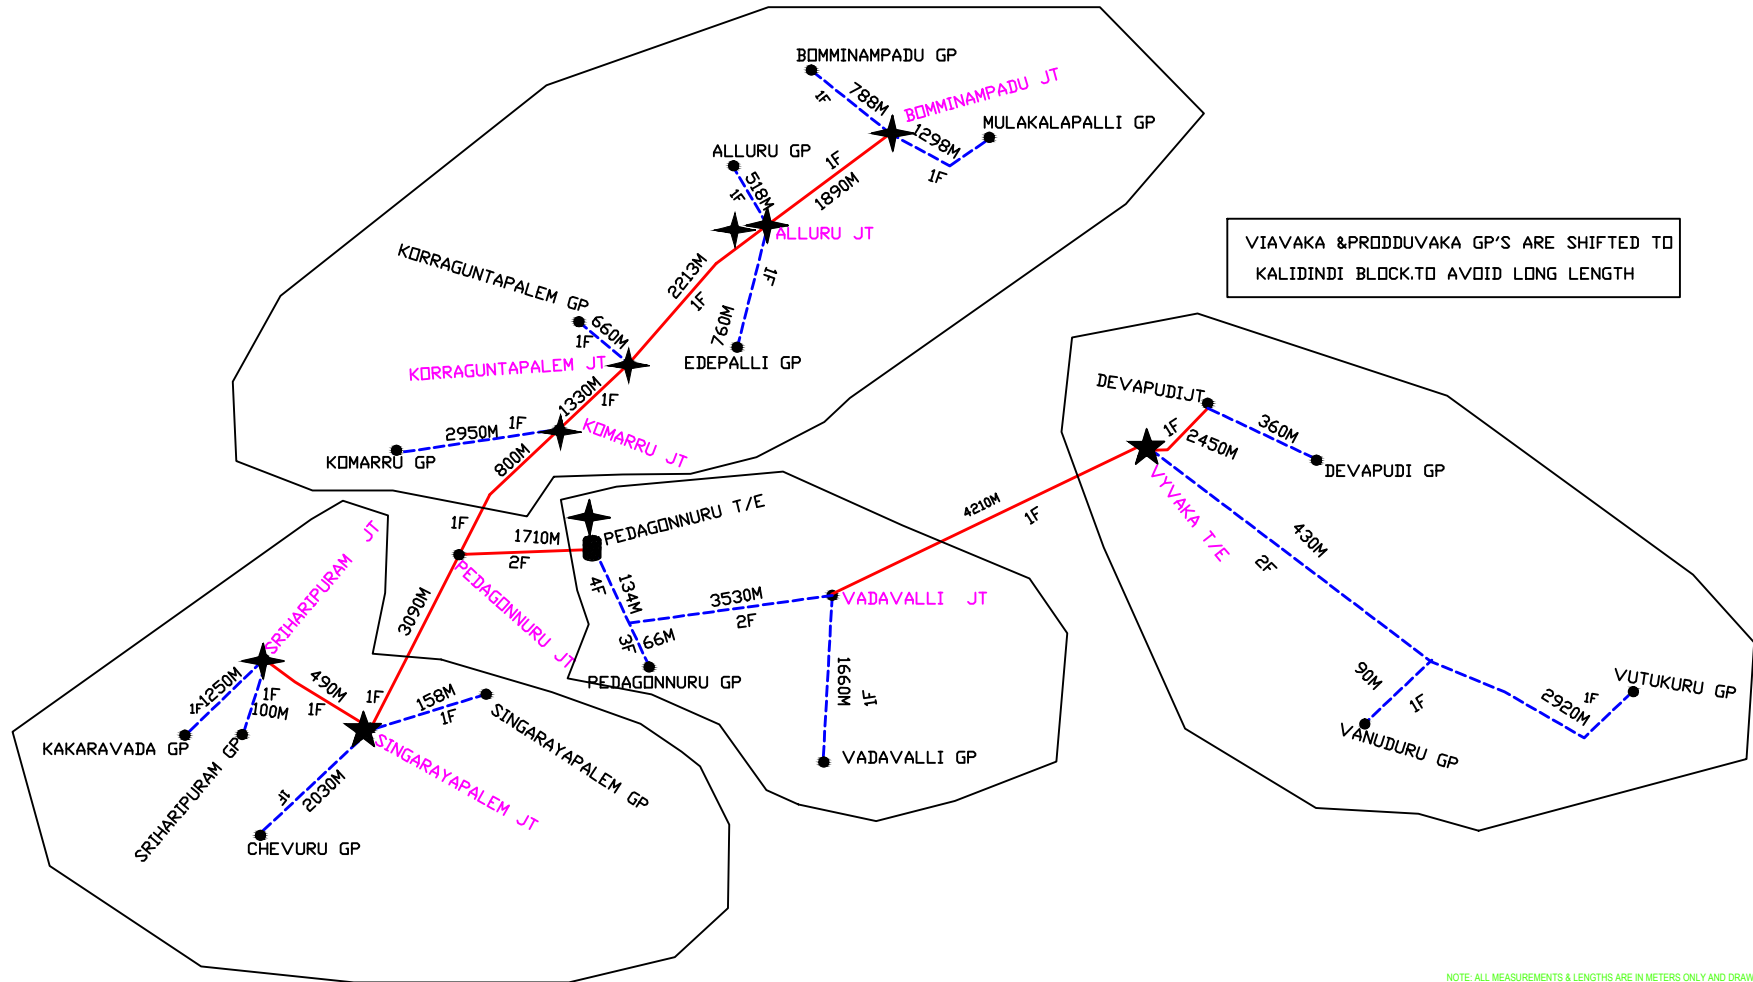 BOMMINAMPADU GP
788M
1F
BOMMINAMPADU JT
MULAKALAPALLI GP
1298M
1F
ALLURU GP
518M
1F
1F
1890M
ALLURU JT
KORRAGUNTAPALEM GP
2213M
1F
1F
760M
EDEPALLI GP
660M
1F
KORRAGUNTAPALEM JT
1330M
1F
2950M
1F
KOMARRU JT
KOMARRU GP
800M
1F
VIAVAKA &PRODDUVAKA GP'S ARE SHIFTED TO
KALIDINDI BLOCK.TO AVOID LONG LENGTH
DEVAPUDIJT
1F
2450M
360M
DEVAPUDI GP
VYVAKA T/E
4210M
1F
430M
2F
90M
1F
VANUDURU GP
2920M
1F
VUTUKURU GP
PEDAGONNURU T/E
1710M
2F
PEDAGONNURU JT
4F
134M
3530M
2F
VADAVALLI JT
3F
66M
PEDAGONNURU GP
1660M
1F
VADAVALLI GP
3090M
1F
SRIHARIPURAM JT
490M
1F
1250M
1F
1F
100M
KAKARAVADA GP
SRIHARIPURAM GP
158M
1F
SINGARAYAPALEM GP
SINGARAYAPALEM JT
2030M
1F
CHEVURU GP
NOTE: ALL MEASUREMENTS & LENGTHS ARE IN METERS ONLY AND DRAW